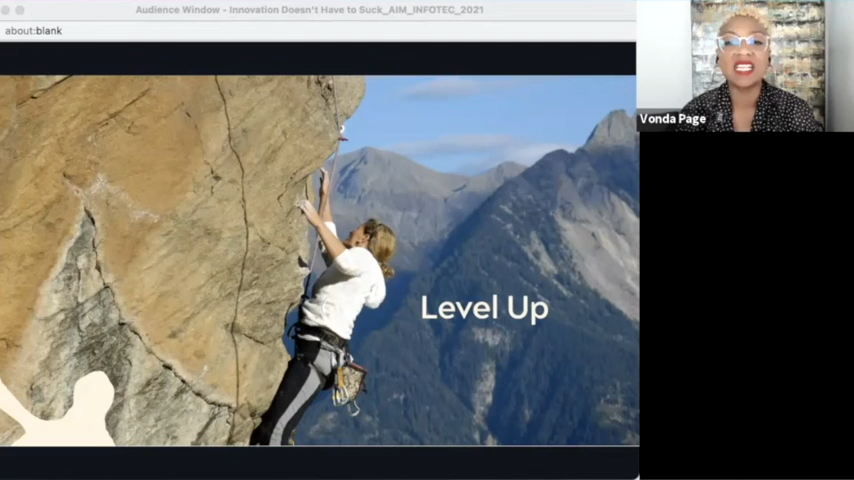 Audience Window - Innovation Doesn't Have to Suck_AIM_INFOTEC_2021
about:blank
Vonda Page
Level Up